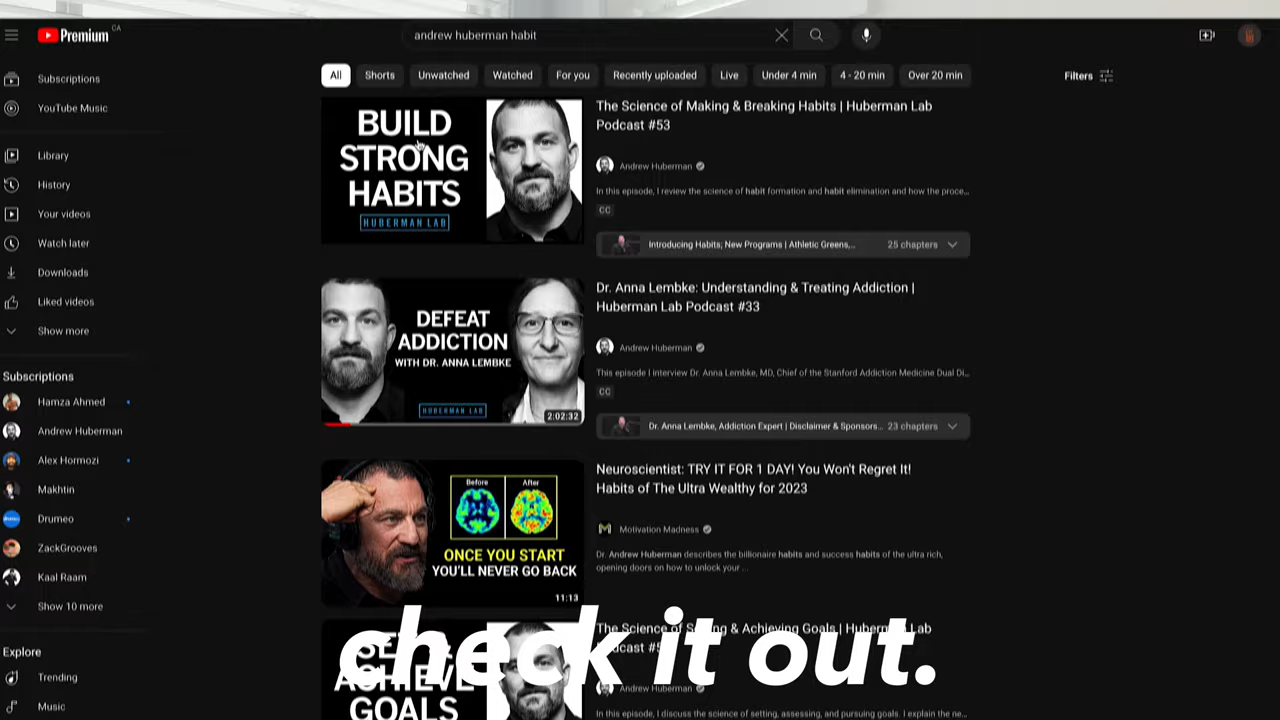 Premium CA
andrew huberman habit
All
Shorts
Unwatched
Watched
For you
Recently uploaded
Live
Under 4 min
4 - 20 min
Over 20 min
Filters
Subscriptions
YouTube Music
Library
History
Your videos
Watch later
Downloads
Liked videos
Show more
Subscriptions
Hamza Ahmed
Andrew Huberman
Alex Hormozi
Makhtin
Drumeo
ZackGrooves
Kaal Raam
Show 10 more
Explore
Trending
Music
BUILD
STRONG
HABITS
HUBERMAN LAB
The Science of Making & Breaking Habits | Huberman Lab
Podcast #53
Andrew Huberman
In this episode, I review the science of habit formation and habit elimination and how the proce...
CC
Introducing Habits; New Programs | Athletic Greens,...
25 chapters
DEFEAT
ADDICTION
WITH DR. ANNA LEMBKE
HUBERMAN LAB
2:02:32
Dr. Anna Lembke: Understanding & Treating Addiction |
Huberman Lab Podcast #33
Andrew Huberman
This episode I interview Dr. Anna Lembke, MD, Chief of the Stanford Addiction Medicine Dual Di...
CC
Dr. Anna Lembke, Addiction Expert | Disclaimer & Sponsors...
23 chapters
Before
After
ONCE YOU START
YOU'LL NEVER GO BACK
11:13
Neuroscientist: TRY IT FOR 1 DAY! You Won't Regret It!
Habits of The Ultra Wealthy for 2023
Motivation Madness
Dr. Andrew Huberman describes the billionaire habits and success habits of the ultra rich,
opening doors on how to unlock your ...
ACHIEVE
GOALS
The Science of & Achieving Goals | Lab
Andrew Huberman
In this episode, I discuss the science of setting, assessing, and pursuing goals. I explain the ne...
check it out.